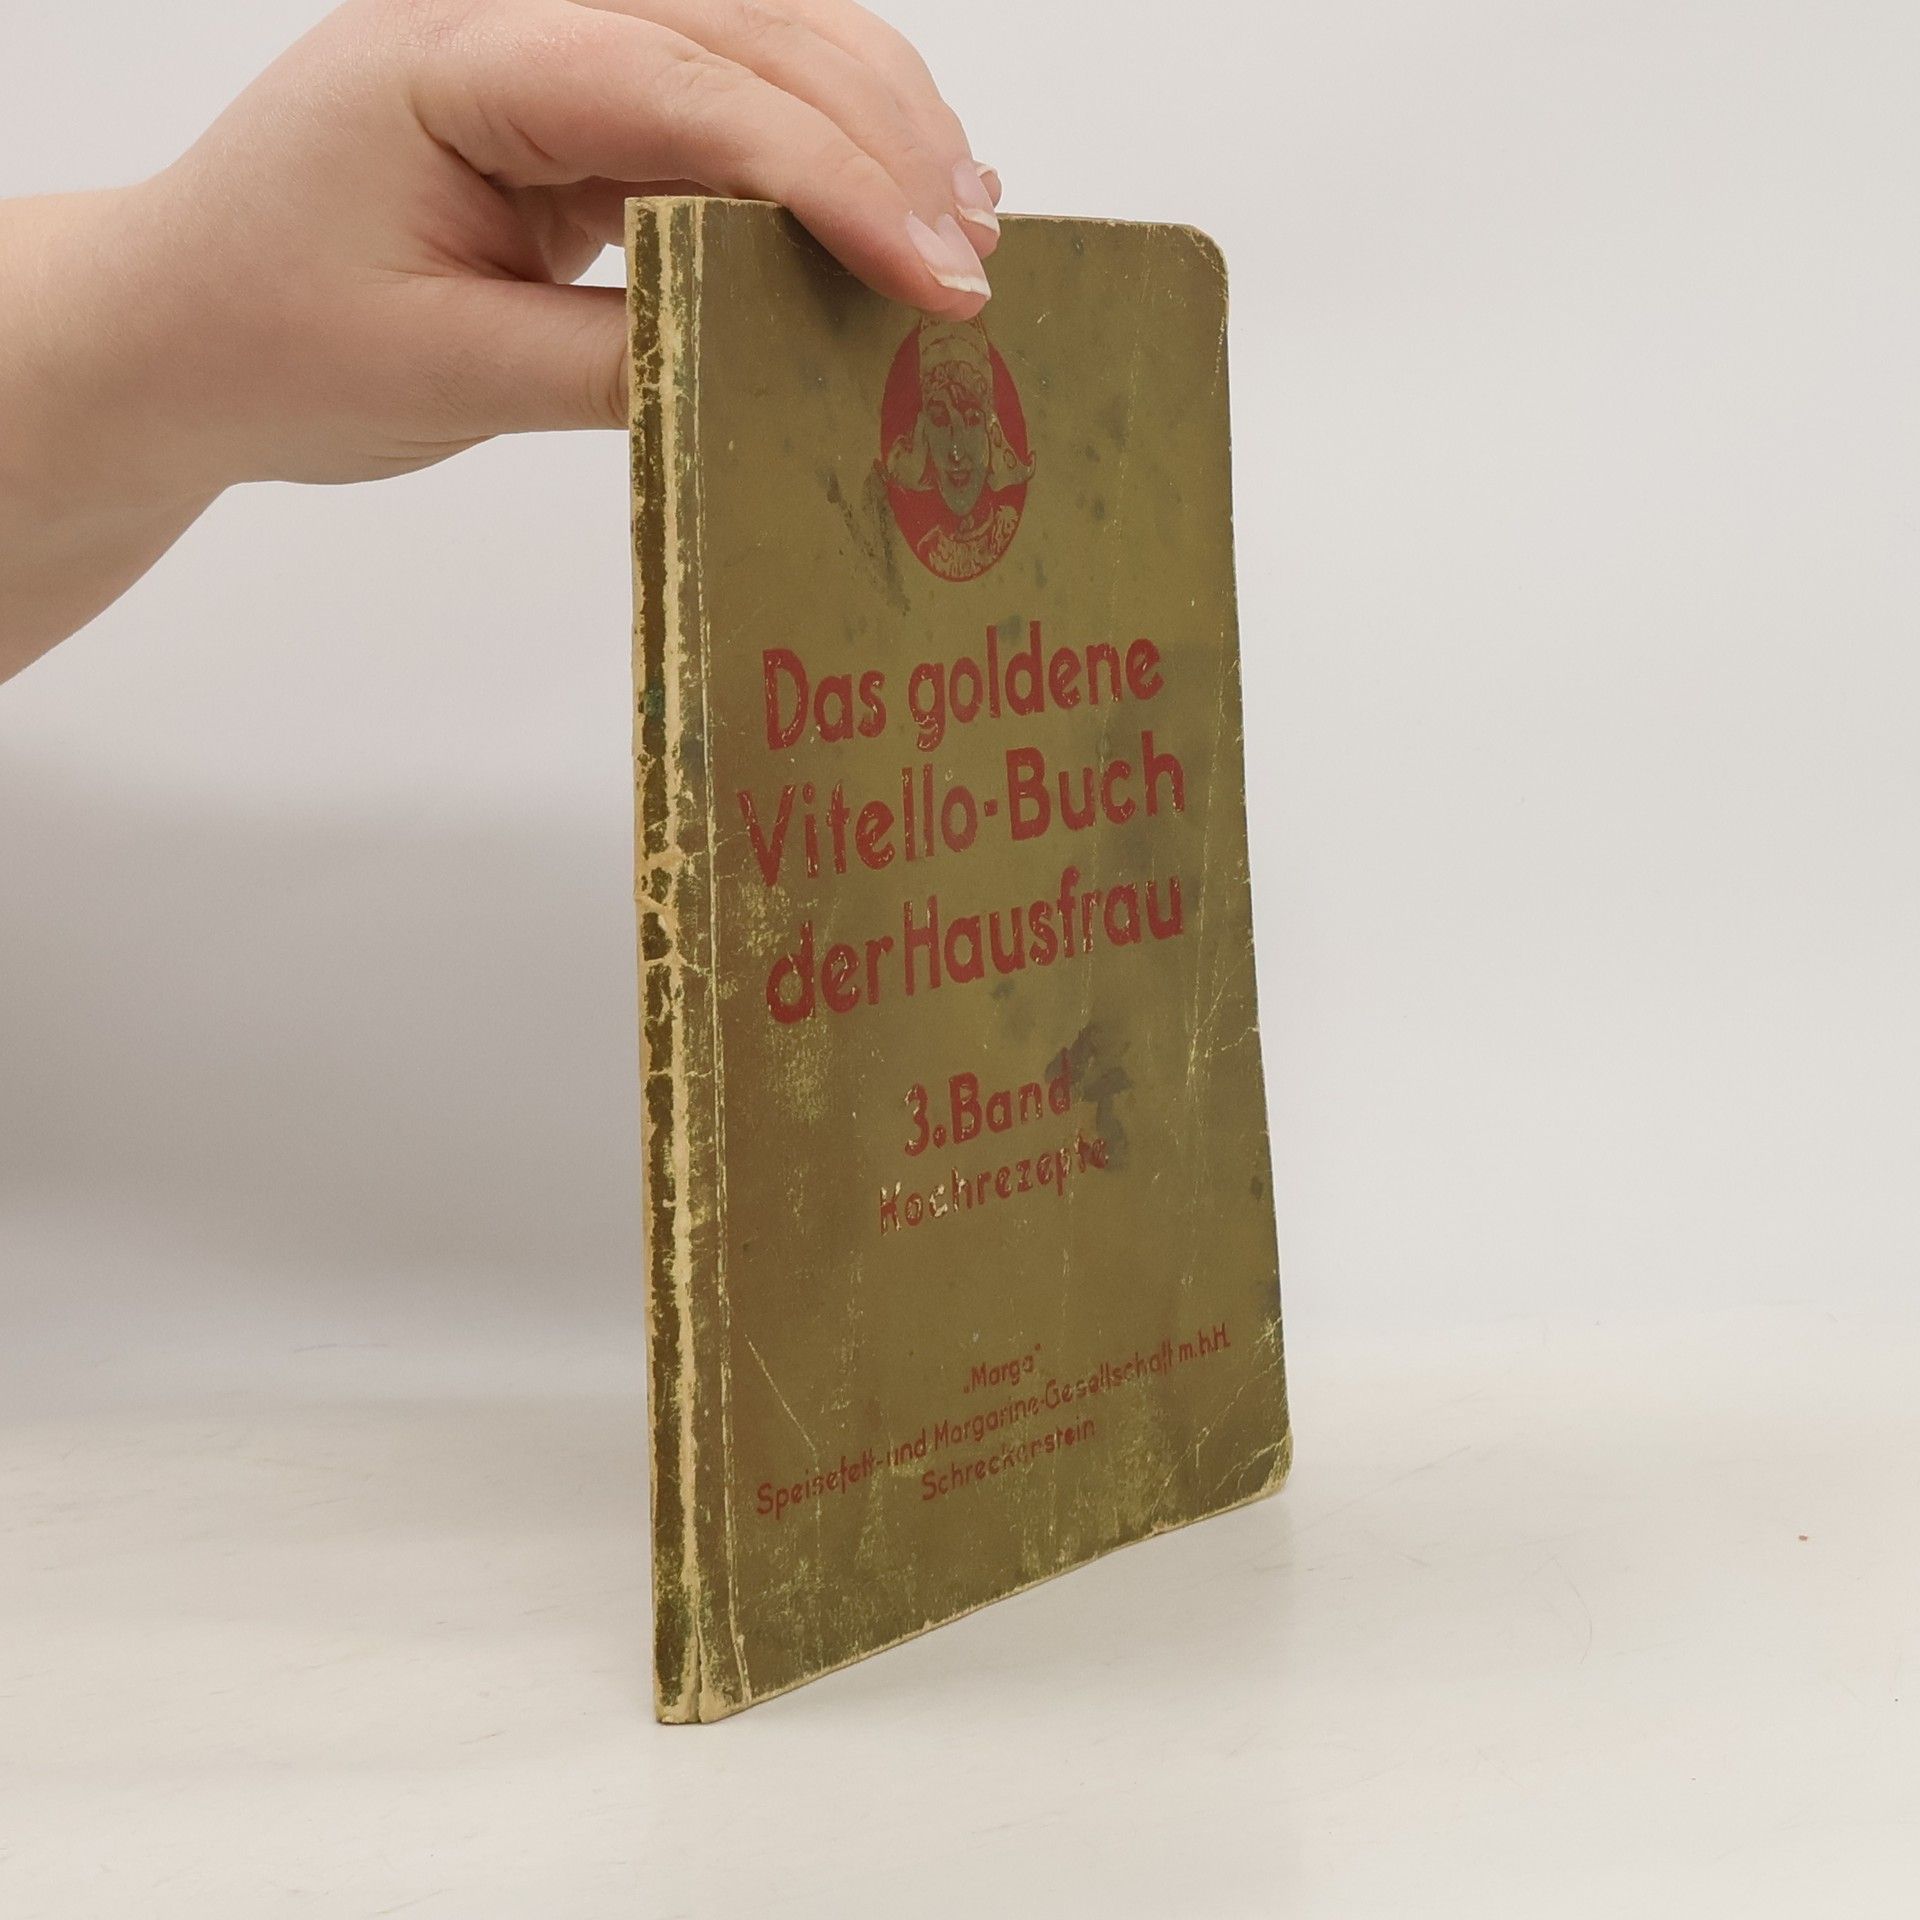 Das goldene
Vitello-Buch
der Hausfrau
3. Band
Kochrezepte
„Marga"
Speisefett- und Margarine-Gesellschaft m.b.H.
Schreckenstein